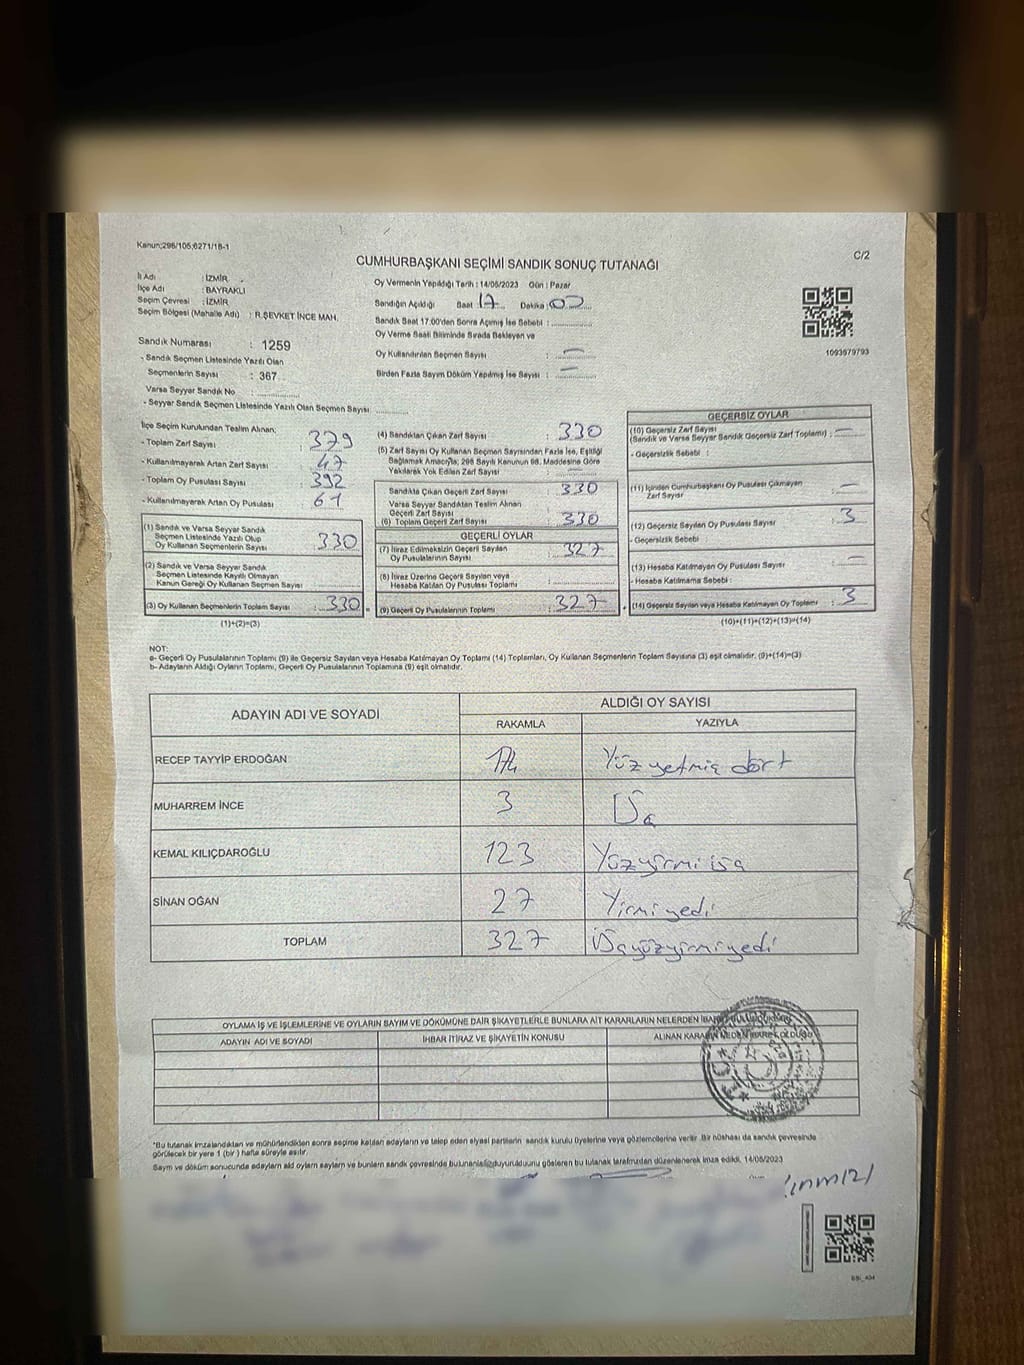 Kanun;298/105,6271/18-1
C/2
CUMHURBAŞKANI SEÇİMİ SANDIK SONUÇ TUTANAĞI
İl Adı : İZMİR
İlçe Adı : BAYRAKLI
Seçim Çevresi : İZMİR
Seçim Bölgesi (Mahalle Adı) : R.ŞEVKET İNCE MAH.
Sandık Numarası : 1259
- Sandık Seçmen Listesinde Yazılı Olan
Seçmenlerin Sayısı : 367
Varsa Seyyar Sandık No
- Seyyar Sandık Seçmen Listesinde Yazılı Olan Seçmen Sayısı
Oy Vermenin Yapıldığı Tarih : 14/05/2023 Gün : Pazar
Sandığın Açıldığı Saat 17 Dakika : 02
Sandık Saat 17:00'den Sonra Açımış İse Sebebi :
Oy Verme Saati Bitiminde Sırada Bekleyen ve
Oy Kullandırılan Seçmen Sayısı : —
Birden Fazla Sayım Döküm Yapılmış İse Sayısı : —
1093979793
İlçe Seçim Kurulundan Teslim Alınan;
- Toplam Zarf Sayısı : 379
- Kullanılmayarak Artan Zarf Sayısı : 47
- Toplam Oy Pusulası Sayısı : 392
- Kullanılmayarak Artan Oy Pusulası : 61
(1) Sandık ve Varsa Seyyar Sandık
Seçmen Listesinde Yazılı Olup
Oy Kullanan Seçmenlerin Sayısı : 330
(2) Sandık ve Varsa Seyyar Sandık
Seçmen Listesinde Kayıtlı Olmayan
Kanun Gereği Oy Kullanan Seçmen Sayısı
(3) Oy Kullanan Seçmenlerin Toplam Sayısı : 330
(1)+(2)=(3)
(4) Sandıktan Çıkan Zarf Sayısı : 330
(5) Zarf Sayısı Oy Kullanan Seçmen Sayısından Fazla İse, Eşitliği
Sağlamak Amacıyla; 298 Sayılı Kanunun 98. Maddesine Göre
Yakılarak Yok Edilen Zarf Sayısı :
Sandıkta Çıkan Geçerli Zarf Sayısı : 330
Varsa Seyyar Sandıktan Teslim Alınan
Geçerli Zarf Sayısı
(6) Toplam Geçerli Zarf Sayısı : 330
GEÇERLİ OYLAR
(7) İtiraz Edilmeksizin Geçerli Sayılan
Oy Pusulalarının Sayısı : 327
(8) İtiraz Üzerine Geçerli Sayılan veya
Hesaba Katılan Oy Pusulası Toplamı :
(9) Geçerli Oy Pusulalarının Toplamı : 327
GEÇERSİZ OYLAR
(10) Geçersiz Zarf Sayısı
(Sandık ve Varsa Seyyar Sandık Geçersiz Zarf Toplamı) : —
- Geçersizlik Sebebi :
(11) İçinden Cumhurbaşkanı Oy Pusulası Çıkmayan
Zarf Sayısı : —
(12) Geçersiz Sayılan Oy Pusulası Sayısı : 3
- Geçersizlik Sebebi
(13) Hesaba Katılmayan Oy Pusulası Sayısı :
- Hesaba Katılmama Sebebi :
(14) Geçersiz Sayılan veya Hesaba Katılmayan Oy Toplamı : 3
(10)+(11)+(12)+(13)=(14)
NOT:
a- Geçerli Oy Pusulalarının Toplamı (9) ile Geçersiz Sayılan veya Hesaba Katılmayan Oy Toplamı (14) Toplamları, Oy Kullanan Seçmenlerin Toplam Sayısına (3) eşit olmalıdır. (9)+(14)=(3)
b- Adayların Aldığı Oyların Toplamı, Geçerli Oy Pusulalarının Toplamına (9) eşit olmalıdır.
ADAYIN ADI VE SOYADI
ALDIĞI OY SAYISI
RAKAMLA YAZIYLA
RECEP TAYYİP ERDOĞAN 174 Yüz yetmiş dört
MUHARREM İNCE 3 Üç
KEMAL KILIÇDAROĞLU 123 Yüzyirmi üç
SİNAN OĞAN 27 Yirmi yedi
TOPLAM 327 Üçyüzyirmiyedi
OYLAMA İŞ VE İŞLEMLERİNE VE OYLARIN SAYIM VE DÖKÜMÜNE DAİR ŞİKAYETLERLE BUNLARA AİT KARARLARIN NELERDEN İBARET BULUNDUĞU
ADAYIN ADI VE SOYADI İHBAR İTİRAZ VE ŞİKAYETİN KONUSU ALINAN KARARIN NEDEN İBARET OLDUĞU
"Bu tutanak imzalandıktan ve mühürlendikten sonra seçime katılan adayların ve talep eden siyasi partilerin sandık kurulu üyelerine veya gözlemcilerine verilir. Bir nüshası da sandık çevresinde
görülecek bir yere 1 (bir) hafta süreyle asılır.
Sayım ve döküm sonucunda adayların ald oyların sayılarını ve bunların sandık çevresinde bulunanlara duyurulduğunu gösteren bu tutanak tarafımızdan düzenlenerek imza edildi. 14/05/2023